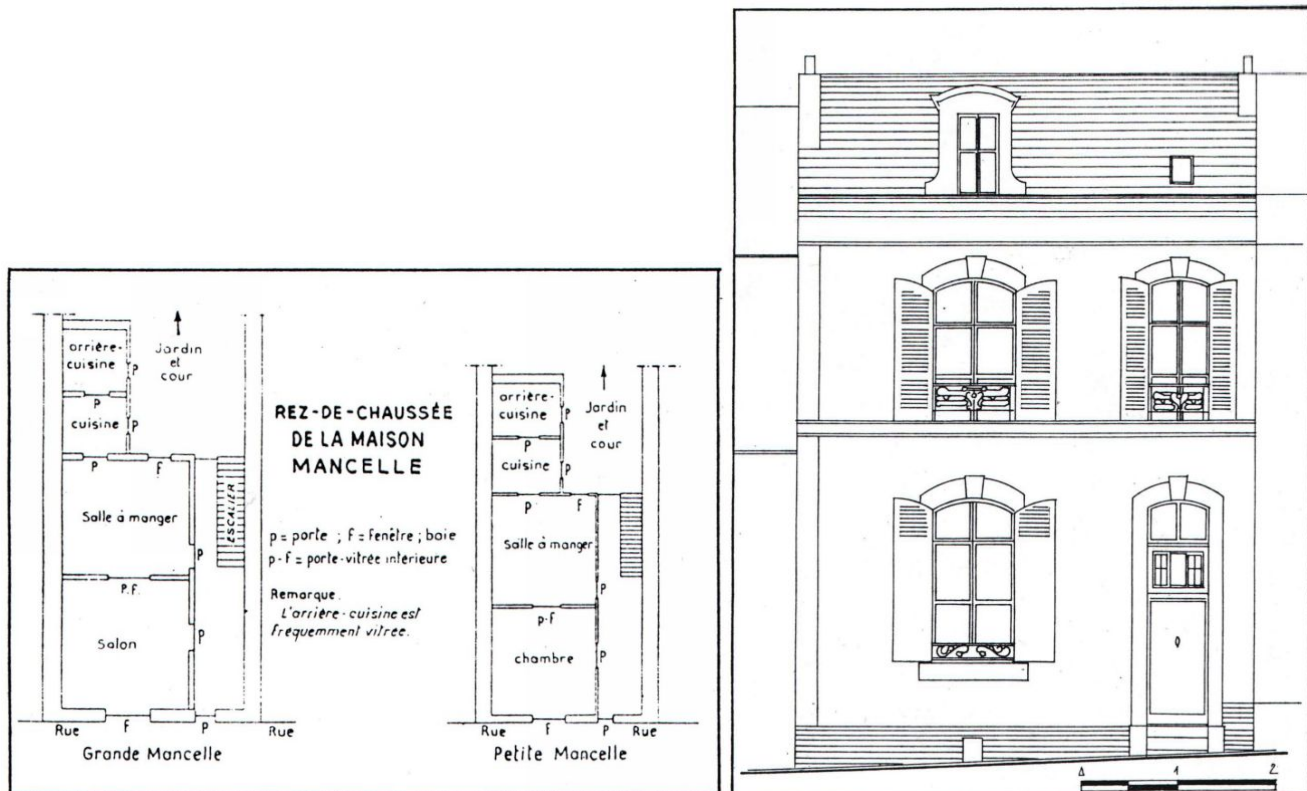 arrière-
cuisine
P
Jardin
et
cour
P
cuisine
P
P
F
Salle à manger
ESCALIER
P
P.F.
Salon
P
Rue
F
P
Rue
Grande Mancelle
REZ-DE-CHAUSSÉE
DE LA MAISON
MANCELLE
p = porte ; F = Fenêtre ; baie
p-f = porte-vitrée intérieure
Remarque.
L'arrière-cuisine est
fréquemment vitrée.
arrière-
cuisine
P
Jardin
et
cour
P
cuisine
P
P
F
Salle à manger
P
p-f
chambre
P
Rue
F
P
Rue
Petite Mancelle
1
2